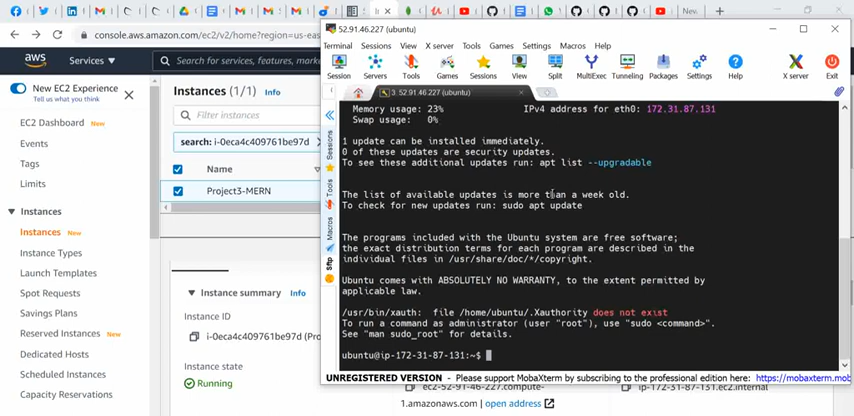 In
Nev
console.aws.amazon.com/ec2/v2/home?region=us-eas
aws
Services
Search for services, features, marke
New EC2 Experience
Tell us what you think
EC2 Dashboard New
Events
Tags
Limits
Instances
Instances New
Instance Types
Launch Templates
Spot Requests
Savings Plans
Reserved Instances New
Dedicated Hosts
Scheduled Instances
Capacity Reservations
Instances (1/1) Info
Filter instances
search: i-0eca4c409761be97d
Name
Project3-MERN
Instance summary Info
Instance ID
i-0eca4c409761be97d (Pro
Instance state
Running
52.91.46.227 (ubuntu)
Terminal Sessions View X server Tools Games Settings Macros Help
Session Servers Tools Games Sessions View Split MultiExec Tunneling Packages Settings Help X server Exit
3. 52.91.46.227 (ubuntu)
Sessions
Tools
Macros
Sftp
Memory usage: 23% IPv4 address for eth0: 172.31.87.131
Swap usage: 0%
1 update can be installed immediately.
0 of these updates are security updates.
To see these additional updates run: apt list --upgradable
The list of available updates is more than a week old.
To check for new updates run: sudo apt update
The programs included with the Ubuntu system are free software;
the exact distribution terms for each program are described in the
individual files in /usr/share/doc/*/copyright.
Ubuntu comes with ABSOLUTELY NO WARRANTY, to the extent permitted by
applicable law.
/usr/bin/xauth: file /home/ubuntu/.Xauthority does not exist
To run a command as administrator (user "root"), use "sudo <command>".
See "man sudo_root" for details.
ubuntu@ip-172-31-87-131:~$
UNREGISTERED VERSION - Please support MobaXterm by subscribing to the professional edition here: https://mobaxterm.mob
ec2-52-91-46-227.compute-
1.amazonaws.com | open address
ip-172-31-87-131.ec2.internal